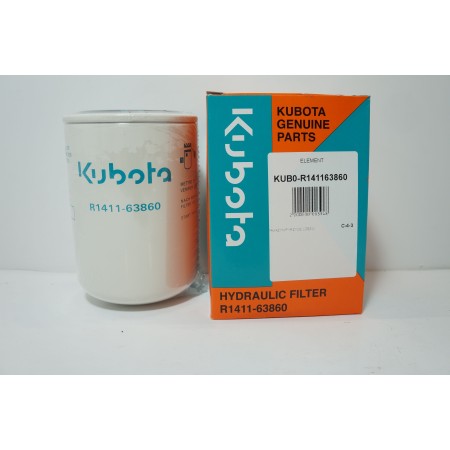 Kubota
R1411-63860
Kubota
KUBOTA
GENUINE
PARTS
ELEMENT
KUB0-R141163860
C-4-3
HYDRAULIC FILTER
R1411-63860